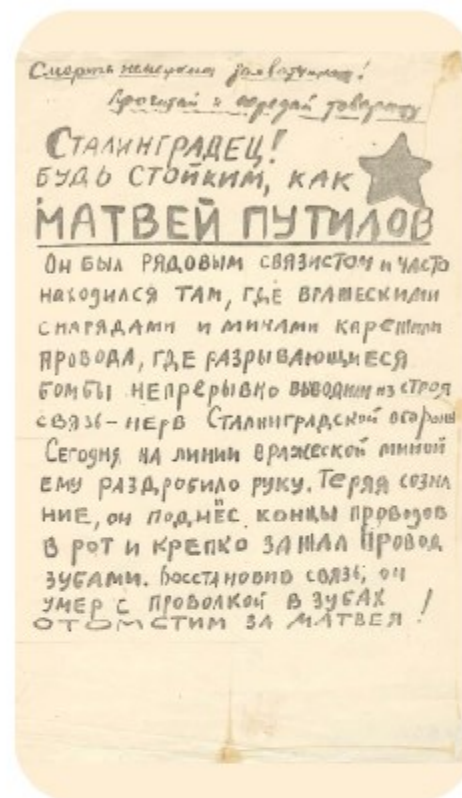 Смерть немецким захватчикам!
Прочитай и передай товарищу
СТАЛИНГРАДЕЦ!
БУДЬ СТОЙКИМ, КАК
МАТВЕЙ ПУТИЛОВ
ОН БЫЛ РЯДОВЫМ СВЯЗИСТОМ и ЧАСТО
НАХОДИЛСЯ ТАМ, ГДЕ ВРАЖЕСКИМИ
СНАРЯДАМИ И МИНАМИ
ПРОВОДА, ГДЕ РАЗРЫВАЮЩИЕСЯ
БОМБЫ НЕПРЕРЫВНО ВЫВОДИЛИ ИЗ СТРОЯ
СВЯЗЬ – НЕРВ СТАЛИНГРАДСКОЙ ОБОРОНЫ
СЕГОДНЯ НА ЛИНИИ ВРАЖЕСКОЙ МИНОЙ
ЕМУ РАЗДРОБИЛО РУКУ. ТЕРЯЯ СОЗНА
НИЕ, ОН ПОДНЁС КОНЦЫ ПРОВОДОВ
В РОТ И КРЕПКО ЗАЖАЛ ПРОВОД
ЗУБАМИ. ВОССТАНОВИВ СВЯЗЬ, ОН
УМЕР С ПРОВОЛКОЙ В ЗУБАХ
ОТОМСТИМ ЗА МАТВЕЯ!